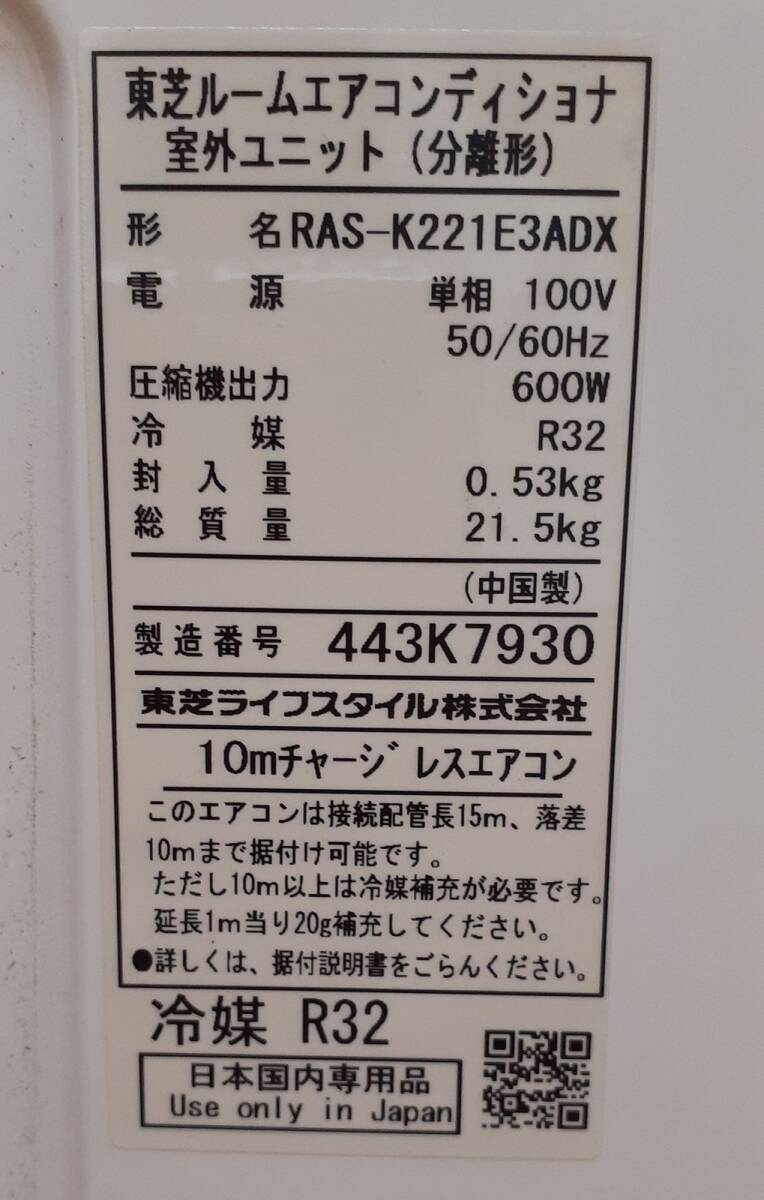 東芝ルームエアコンディショナ
室外ユニット(分離形)
形名 RAS-K221E3ADX
電源 単相 100V
50/60Hz
圧縮機出力 600W
冷媒 R32
封入量 0.53kg
総質量 21.5kg
(中国製)
製造番号 443K7930
東芝ライフスタイル株式会社
10mチャージレスエアコン
このエアコンは接続配管長15m、落差
10mまで据付け可能です。
ただし10m以上は冷媒補充が必要です。
延長1m当り20g補充してください。
●詳しくは、据付説明書をごらんください。
冷媒 R32
日本国内専用品
Use only in Japan